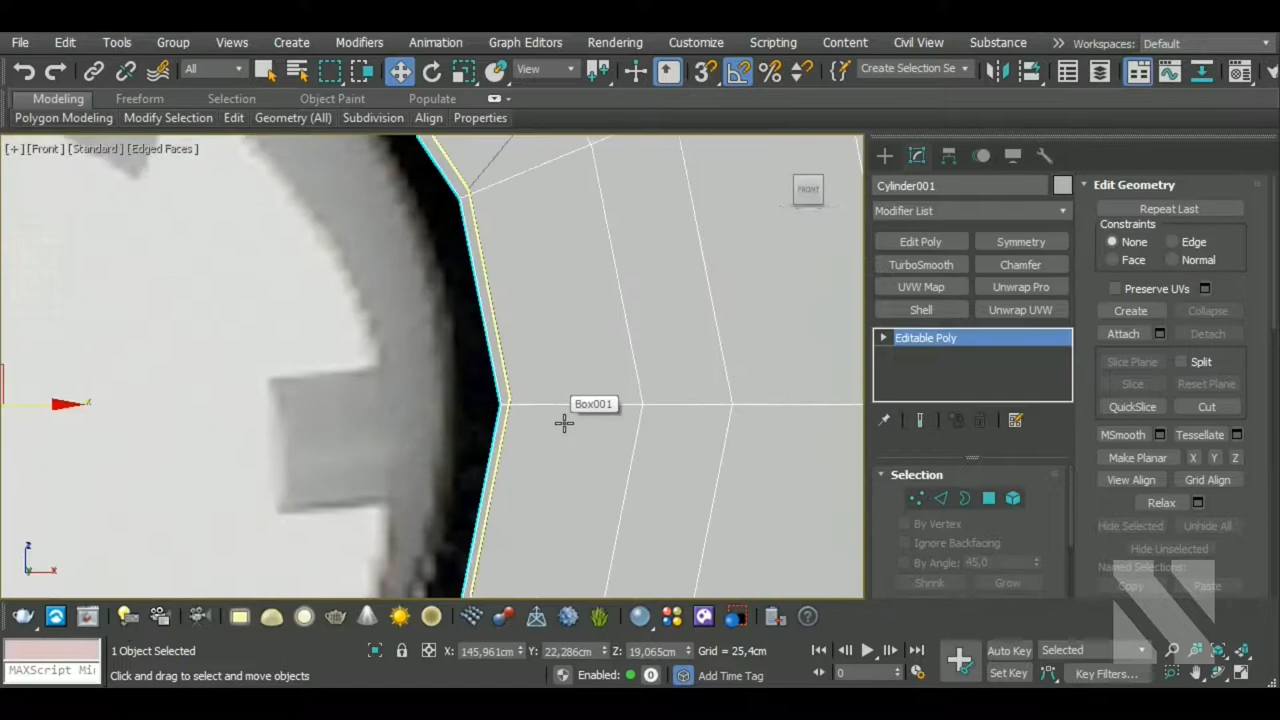 File Edit Tools Group Views Create Modifiers Animation Graph Editors Rendering Customize Scripting Content Civil View Substance Workspaces: Default
All View Create Selection Se
Modeling Freeform Selection Object Paint Populate
Polygon Modeling Modify Selection Edit Geometry (All) Subdivision Align Properties
[+] [Front] [Standard] [Edged Faces]
FRONT
Box001
x
z
x
Cylinder001
Modifier List
Edit Poly Symmetry
TurboSmooth Chamfer
UVW Map Unwrap Pro
Shell Unwrap UVW
Editable Poly
Selection
By Vertex
Ignore Backfacing
By Angle: 45,0
Shrink Grow
Edit Geometry
Repeat Last
Constraints
None Edge
Face Normal
Preserve UVs
Create Collapse
Attach Detach
Slice Plane Split
Slice Reset Plane
QuickSlice Cut
MSmooth Tessellate
Make Planar X Y Z
View Align Grid Align
Relax
Hide Selected Unhide All
Hide Unselected
Named Selections:
Copy Paste
1 Object Selected X: 145,961cm Y: 22,286cm Z: 19,065cm Grid = 25,4cm Auto Key Selected
MAXScript Mi Click and drag to select and move objects Enabled: 0 Add Time Tag 0 Set Key Key Filters...